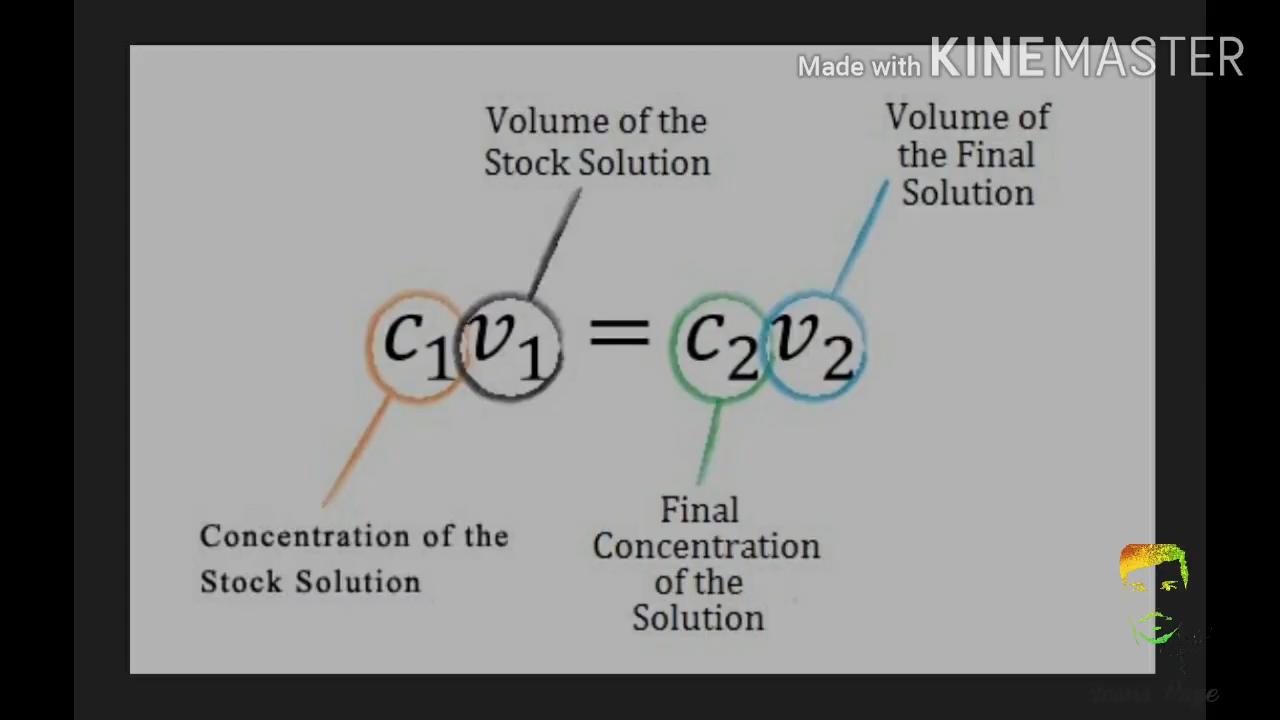 Made with KINEMASTER
Volume of the
Stock Solution
Volume of
the Final
Solution
c₁v₁ = c₂v₂
Concentration of the
Stock Solution
Final
Concentration
of the
Solution